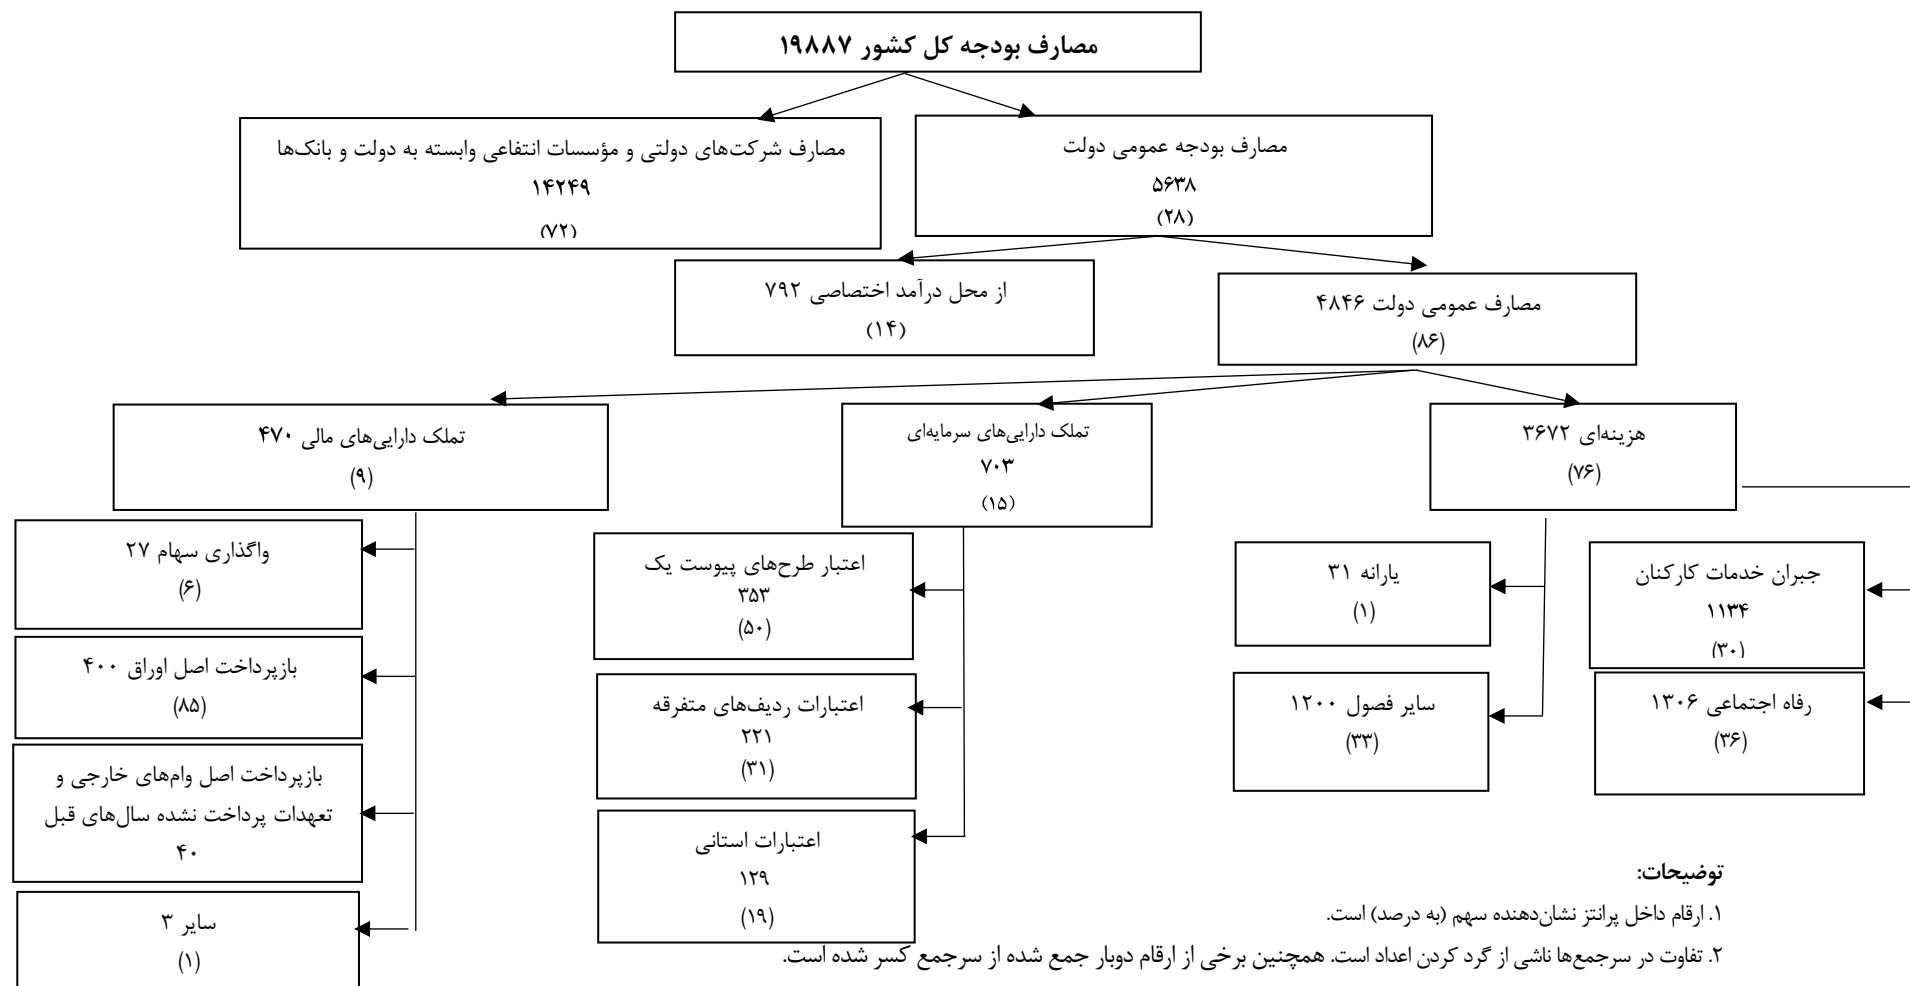 مصارف بودجه کل کشور ۱۹۸۸۷
مصارف بودجه عمومی دولت
۵۶۳۸
(۲۸)
مصارف شرکت‌های دولتی و مؤسسات انتفاعی وابسته به دولت و بانک‌ها
۱۴۲۴۹
(۷۲)
مصارف عمومی دولت ۴۸۴۶
(۸۶)
از محل درآمد اختصاصی ۷۹۲
(۱۴)
هزینه‌ای ۳۶۷۲
(۷۶)
تملک دارایی‌های سرمایه‌ای
۷۰۳
(۱۵)
تملک دارایی‌های مالی ۴۷۰
(۹)
جبران خدمات کارکنان
۱۱۳۴
(۳۰)
رفاه اجتماعی ۱۳۰۶
(۳۶)
یارانه ۳۱
(۱)
سایر فصول ۱۲۰۰
(۳۳)
اعتبار طرح‌های پیوست یک
۳۵۳
(۵۰)
اعتبارات ردیف‌های متفرقه
۲۲۱
(۳۱)
اعتبارات استانی
۱۲۹
(۱۹)
واگذاری سهام ۲۷
(۶)
بازپرداخت اصل اوراق ۴۰۰
(۸۵)
بازپرداخت اصل وام‌های خارجی و
تعهدات پرداخت نشده سال‌های قبل
۴۰
سایر ۳
(۱)
توضیحات:
۱. ارقام داخل پرانتز نشان‌دهنده سهم (به درصد) است.
۲. تفاوت در سرجمع‌ها ناشی از گرد کردن اعداد است. همچنین برخی از ارقام دوبار جمع شده از سرجمع کسر شده است.